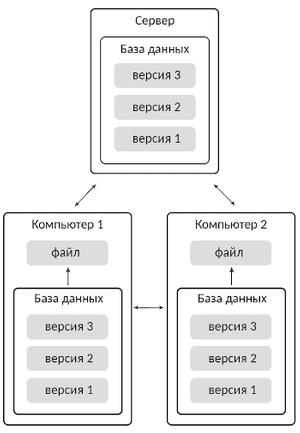 Сервер
База данных
версия 3
версия 2
версия 1
Компьютер 1
файл
База данных
версия 3
версия 2
версия 1
Компьютер 2
файл
База данных
версия 3
версия 2
версия 1